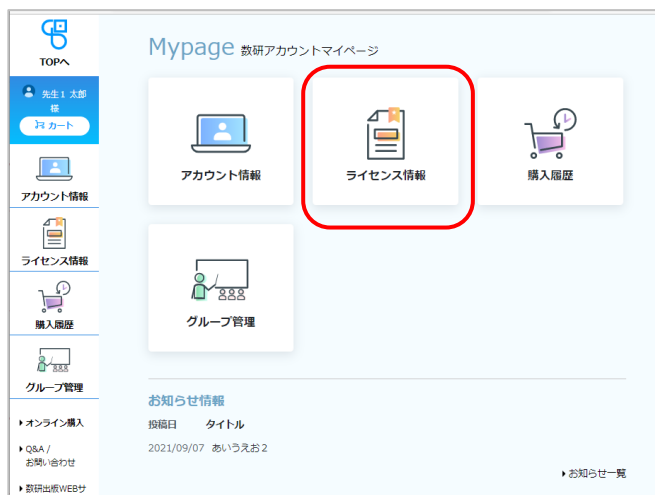 TOPへ
先生1 太郎
様
カート
アカウント情報
ライセンス情報
購入履歴
グループ管理
オンライン購入
Q&A /
お問い合わせ
数研出版WEBサ
Mypage 数研アカウントマイページ
アカウント情報
ライセンス情報
購入履歴
グループ管理
お知らせ情報
投稿日 タイトル
2021/09/07 あいうえお2
お知らせ一覧